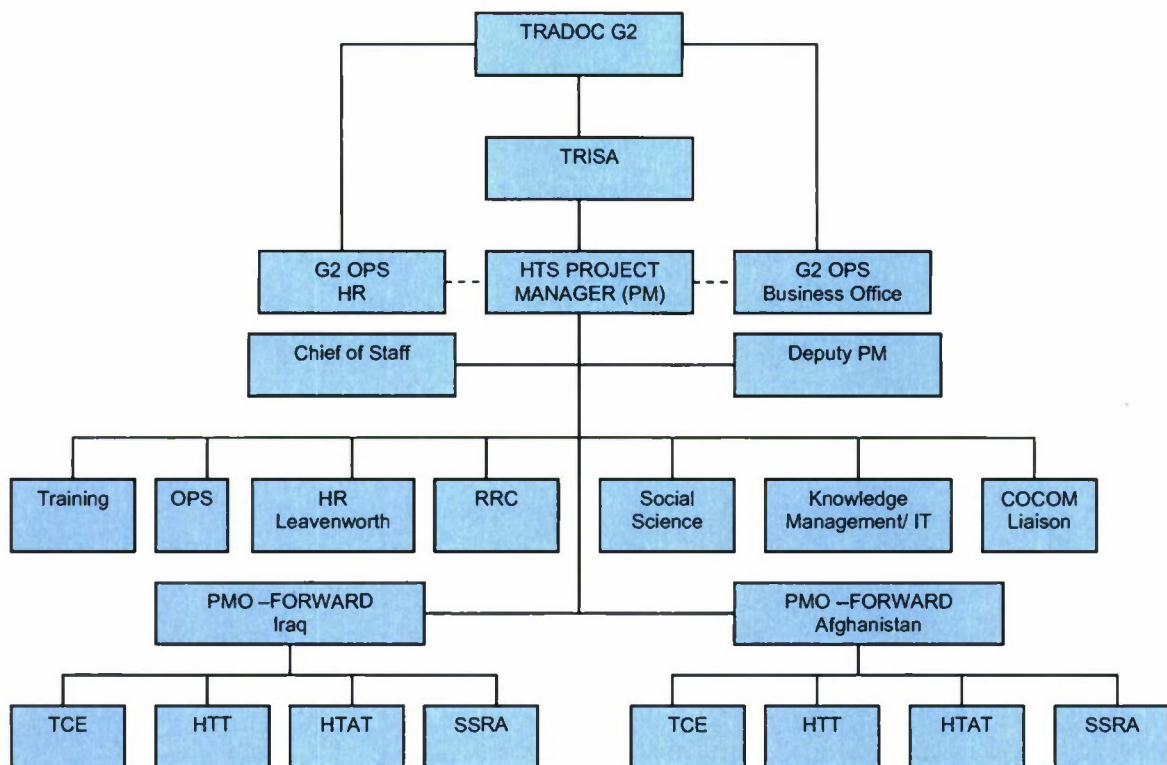 TRADOC G2
TRISA
G2 OPS
HR
HTS PROJECT
MANAGER (PM)
G2 OPS
Business Office
Chief of Staff
Deputy PM
Training
OPS
HR
Leavenworth
RRC
Social
Science
Knowledge
Management/ IT
COCOM
Liaison
PMO –FORWARD
Iraq
PMO –FORWARD
Afghanistan
TCE
HTT
HTAT
SSRA
TCE
HTT
HTAT
SSRA